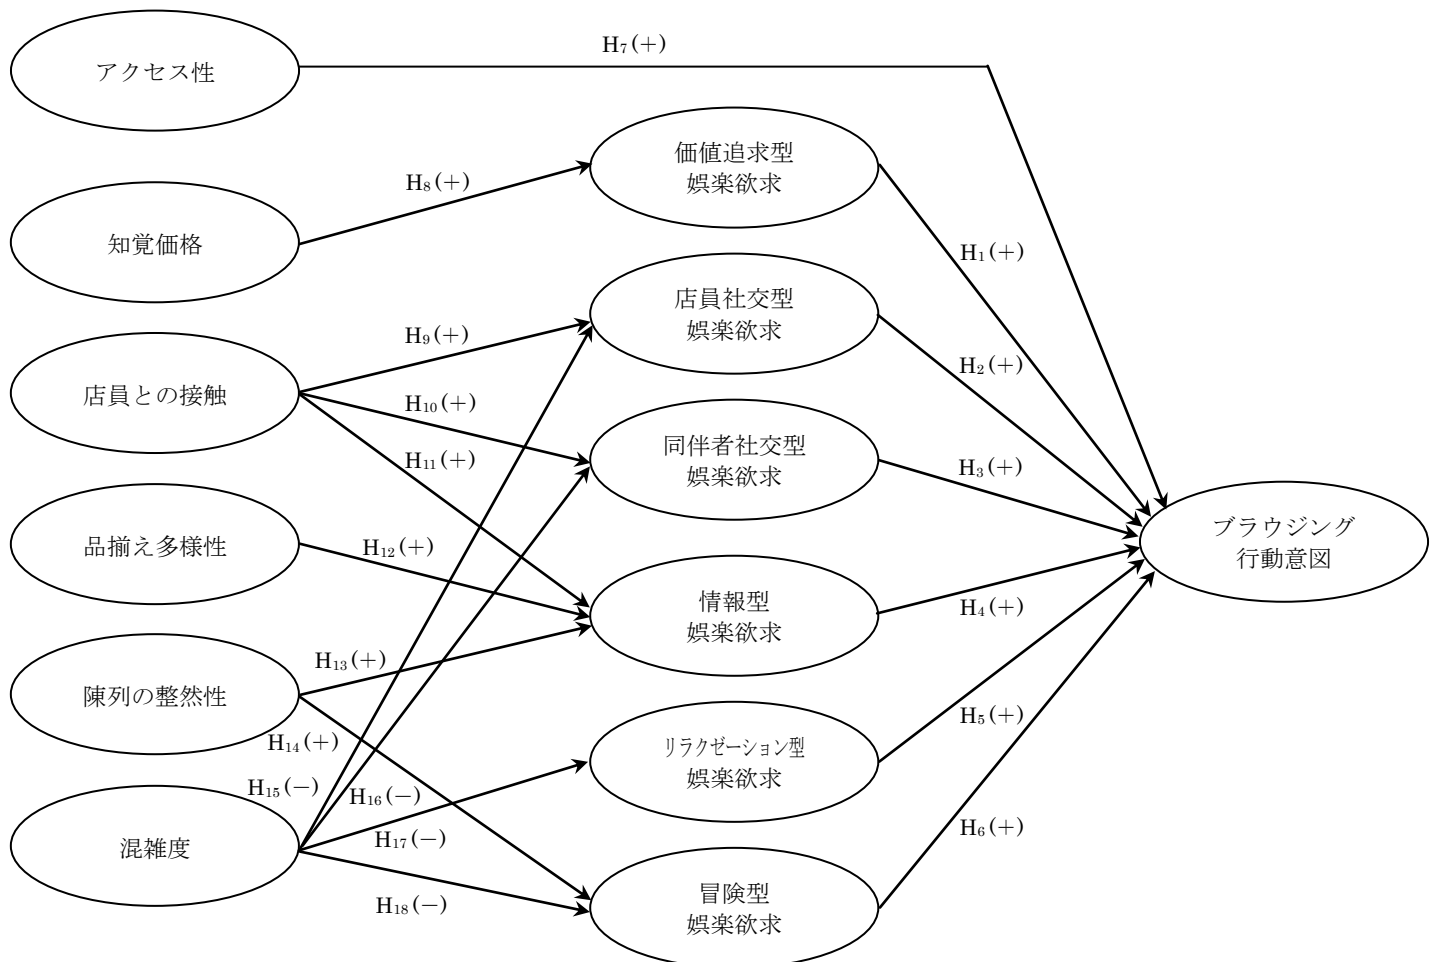 アクセス性
知覚価格
店員との接触
品揃え多様性
陳列の整然性
混雑度
H₇(+)
H₈(+)
H₉(+)
H₁₀(+)
H₁₁(+)
H₁₂(+)
H₁₃(+)
H₁₄(+)
H₁₅(−)
H₁₆(−)
H₁₇(−)
H₁₈(−)
価値追求型
娯楽欲求
店員社交型
娯楽欲求
同伴者社交型
娯楽欲求
情報型
娯楽欲求
リラクゼーション型
娯楽欲求
冒険型
娯楽欲求
H₁(+)
H₂(+)
H₃(+)
H₄(+)
H₅(+)
H₆(+)
ブラウジング
行動意図